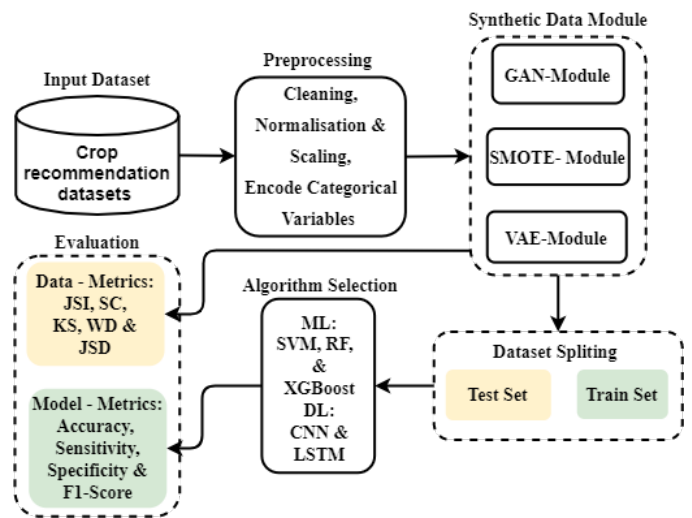 Input Dataset
Crop
recommendation
datasets
Preprocessing
Cleaning,
Normalisation &
Scaling,
Encode Categorical
Variables
Synthetic Data Module
GAN-Module
SMOTE- Module
VAE-Module
Dataset Spliting
Test Set
Train Set
Algorithm Selection
ML:
SVM, RF,
&
XGBoost
DL:
CNN &
LSTM
Evaluation
Data - Metrics:
JSI, SC,
KS, WD &
JSD
Model - Metrics:
Accuracy,
Sensitivity,
Specificity &
F1-Score